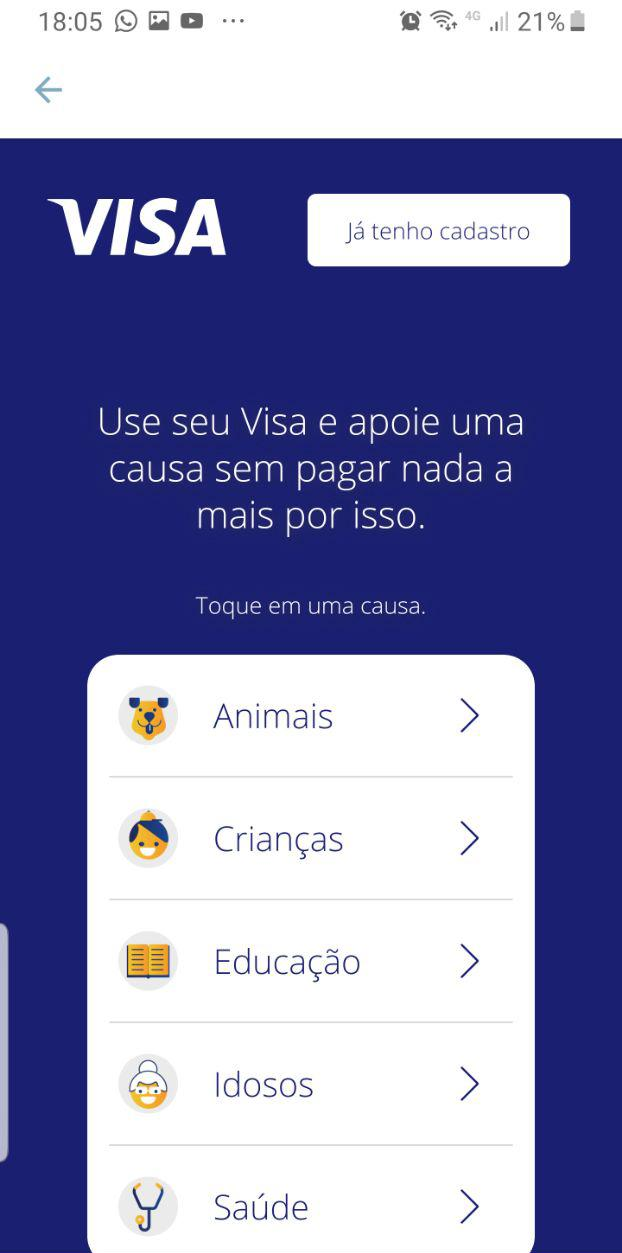 18:05 4G 21%
VISA
Já tenho cadastro
Use seu Visa e apoie uma
causa sem pagar nada a
mais por isso.
Toque em uma causa.
Animais
Crianças
Educação
Idosos
Saúde